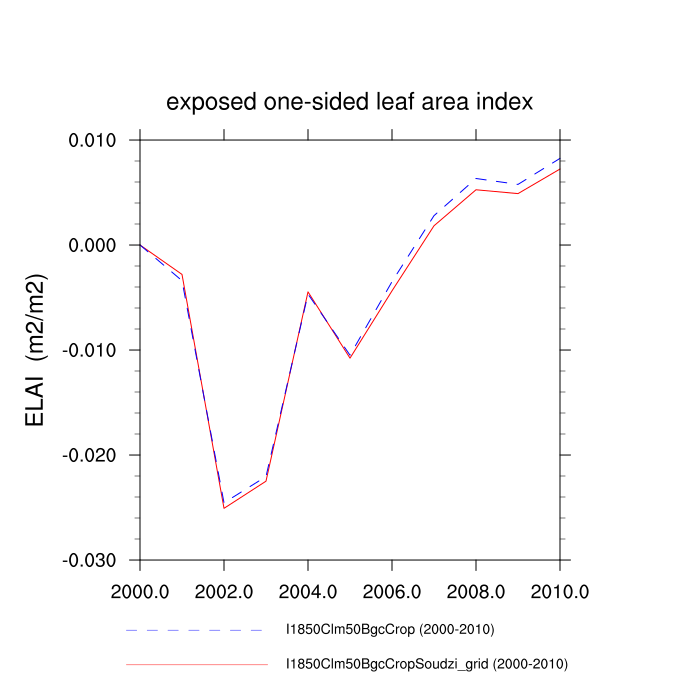 exposed one-sided leaf area index
0.010
0.000
-0.010
-0.020
-0.030
ELAI (m2/m2)
2000.0 2002.0 2004.0 2006.0 2008.0 2010.0
I1850Clm50BgcCrop (2000-2010)
I1850Clm50BgcCropSoudzi_grid (2000-2010)